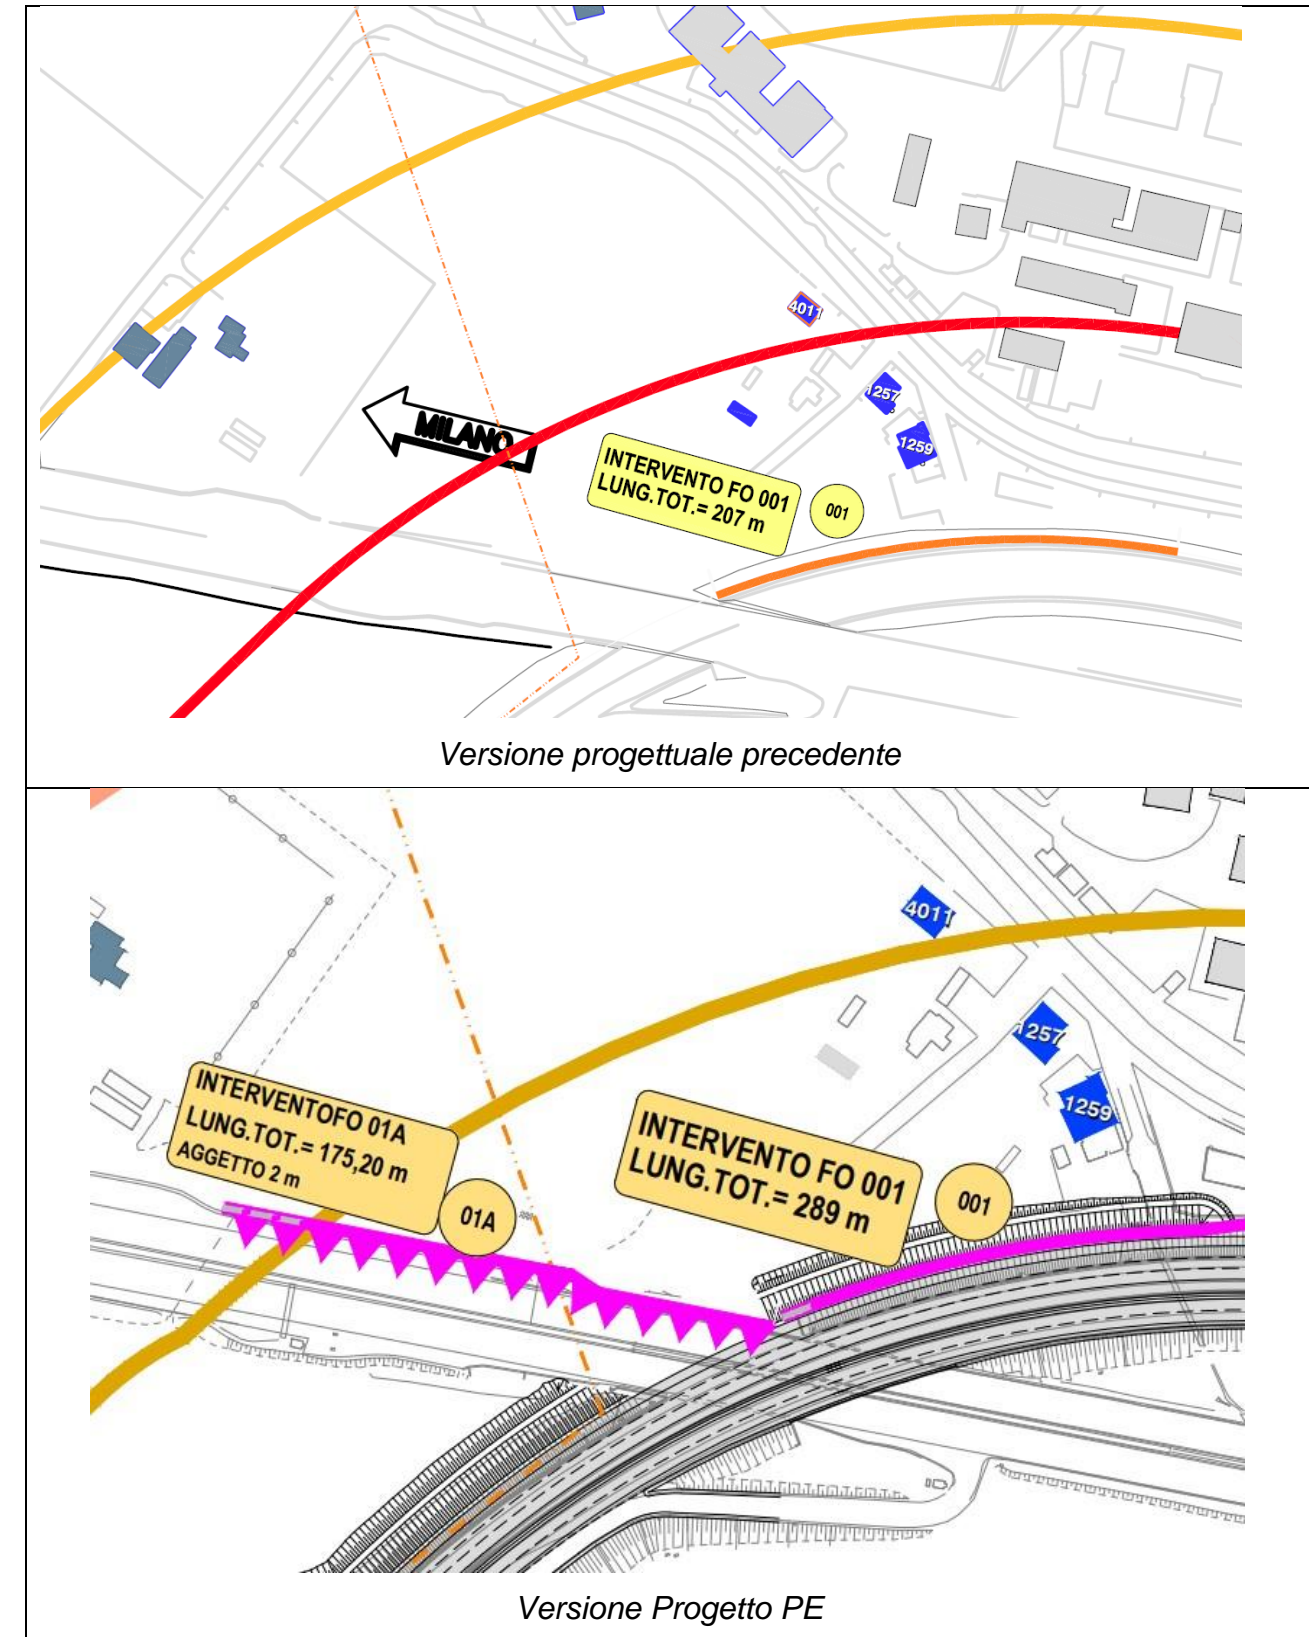 4011
1257
MILANO
1259
INTERVENTO FO 001
LUNG.TOT.= 207 m
001
Versione progettuale precedente
4011
1257
INTERVENTOFO 01A
LUNG.TOT.= 175,20 m
AGGETTO 2 m
01A
1259
INTERVENTO FO 001
LUNG.TOT.= 289 m
001
Versione Progetto PE